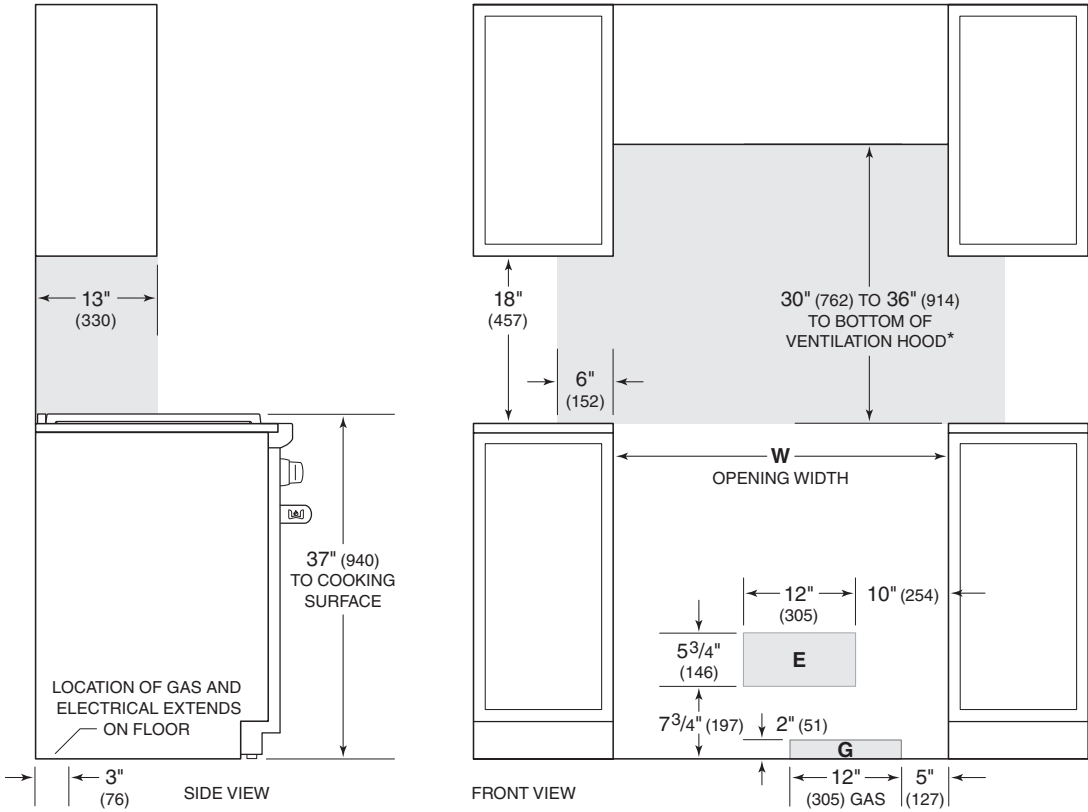 13"
(330)
18"
(457)
30" (762) TO 36" (914)
TO BOTTOM OF
VENTILATION HOOD*
6"
(152)
W
OPENING WIDTH
37" (940)
TO COOKING
SURFACE
12"
(305)
10" (254)
5 3/4"
(146)
E
LOCATION OF GAS AND
ELECTRICAL EXTENDS
ON FLOOR
7 3/4" (197)
2" (51)
G
3"
(76)
SIDE VIEW
FRONT VIEW
12"
(305) GAS
5"
(127)